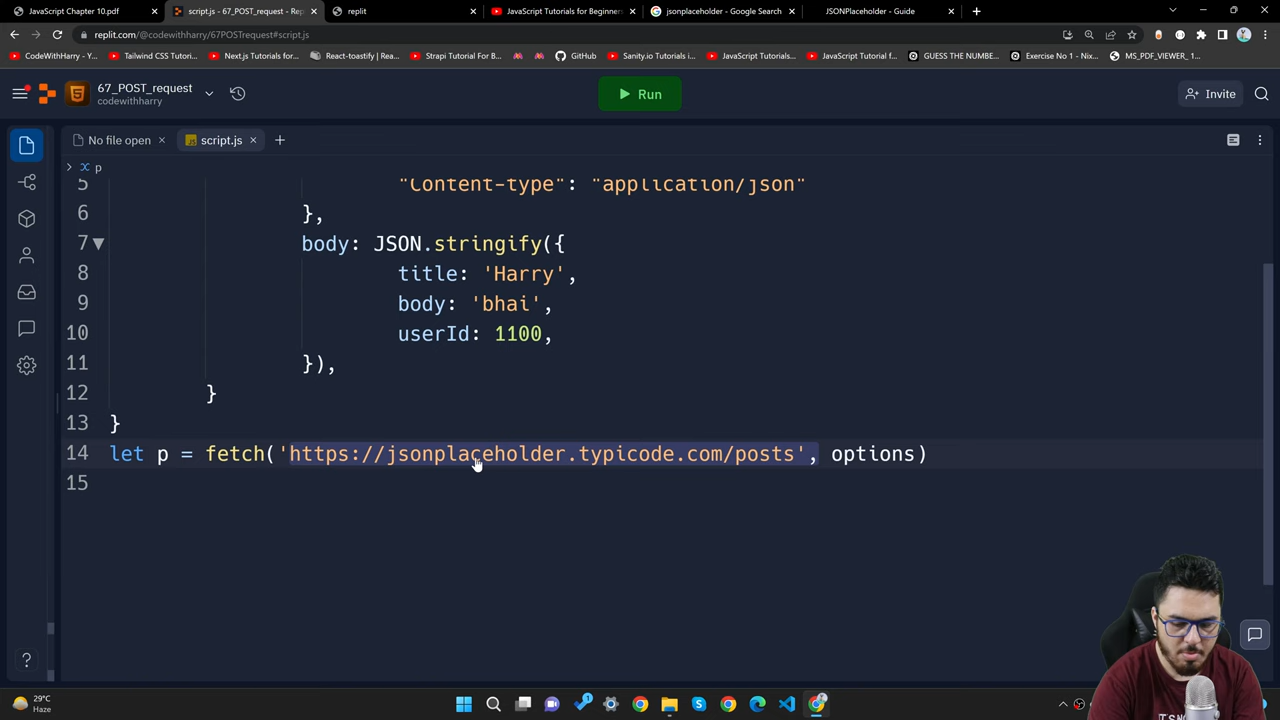 JavaScript Chapter 10.pdf
script.js - 67_POST_request - Rep
replit
JavaScript Tutorials for Beginner
jsonplaceholder - Google Search
JSONPlaceholder - Guide
replit.com/@codewithharry/67POSTrequest#script.js
CodeWithHarry - Y...
Tailwind CSS Tutori...
Next.js Tutorials for...
React-toastify | Rea...
Strapi Tutorial For B...
GitHub
Sanity.io Tutorials i...
JavaScript Tutorials...
JavaScript Tutorial f...
GUESS THE NUMBE...
Exercise No 1 - Nix...
MS_PDF_VIEWER_ 1...
67_POST_request
codewithharry
Run
Invite
No file open
script.js
p
5 "Content-type": "application/json"
6 },
7 body: JSON.stringify({
8 title: 'Harry',
9 body: 'bhai',
10 userId: 1100,
11 }),
12 }
13 }
14 let p = fetch('https://jsonplaceholder.typicode.com/posts', options)
15
29°C
Haze